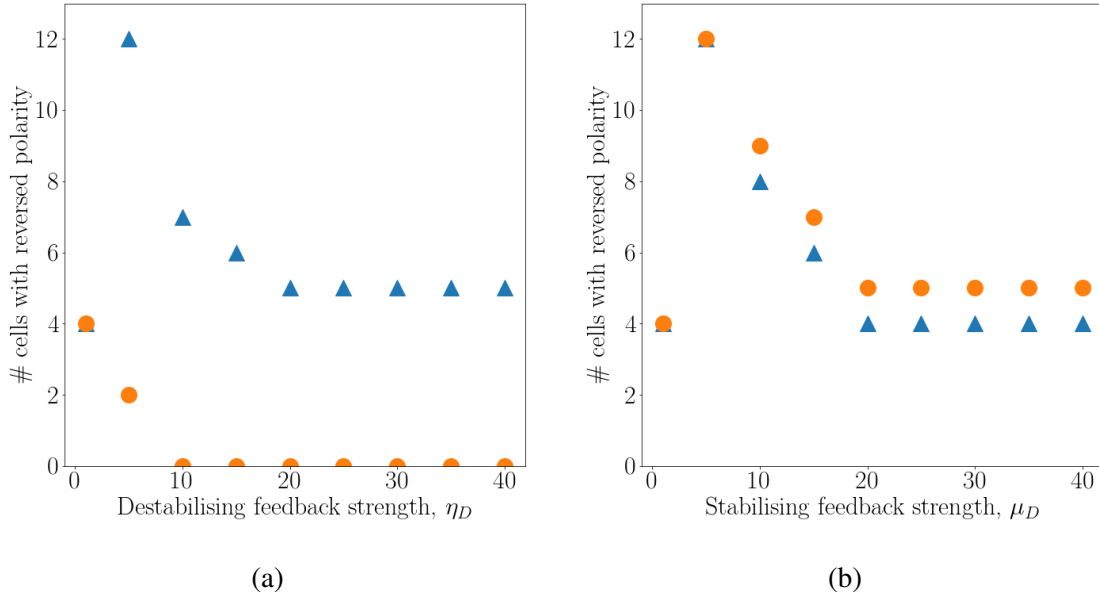 # cells with reversed polarity
12
10
8
6
4
2
0
0 10 20 30 40
Destabilising feedback strength, η_D
(a)
# cells with reversed polarity
12
10
8
6
4
2
0
0 10 20 30 40
Stabilising feedback strength, μ_D
(b)